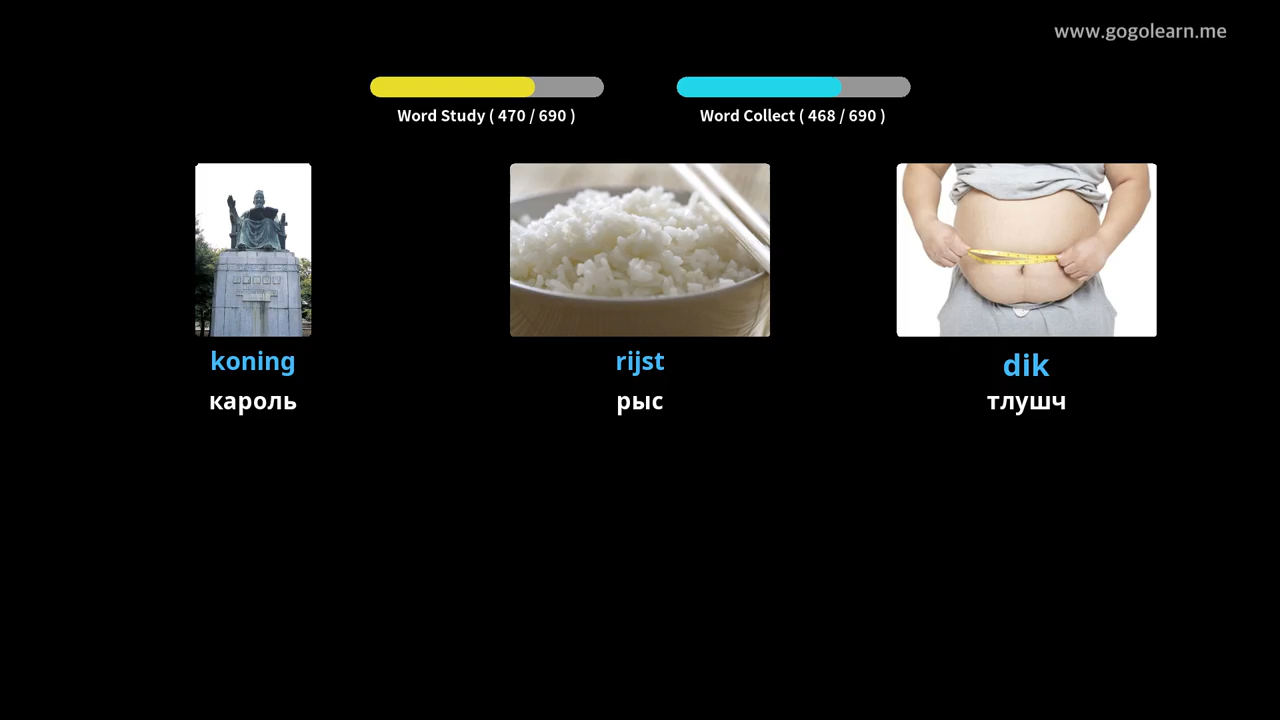 www.gogolearn.me
Word Study ( 470 / 690 )
Word Collect ( 468 / 690 )
koning
rijst
dik
кароль
рыс
тлушч